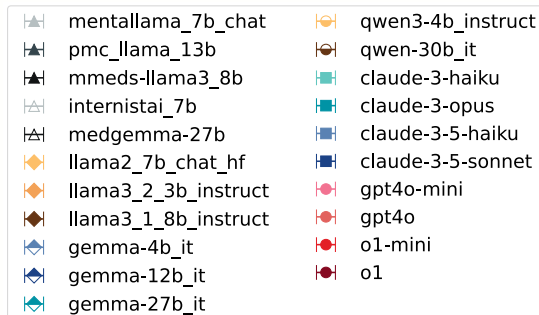 mentallama_7b_chat
pmc_llama_13b
mmeds-llama3_8b
internistai_7b
medgemma-27b
llama2_7b_chat_hf
llama3_2_3b_instruct
llama3_1_8b_instruct
gemma-4b_it
gemma-12b_it
gemma-27b_it
qwen3-4b_instruct
qwen-30b_it
claude-3-haiku
claude-3-opus
claude-3-5-haiku
claude-3-5-sonnet
gpt4o-mini
gpt4o
o1-mini
o1